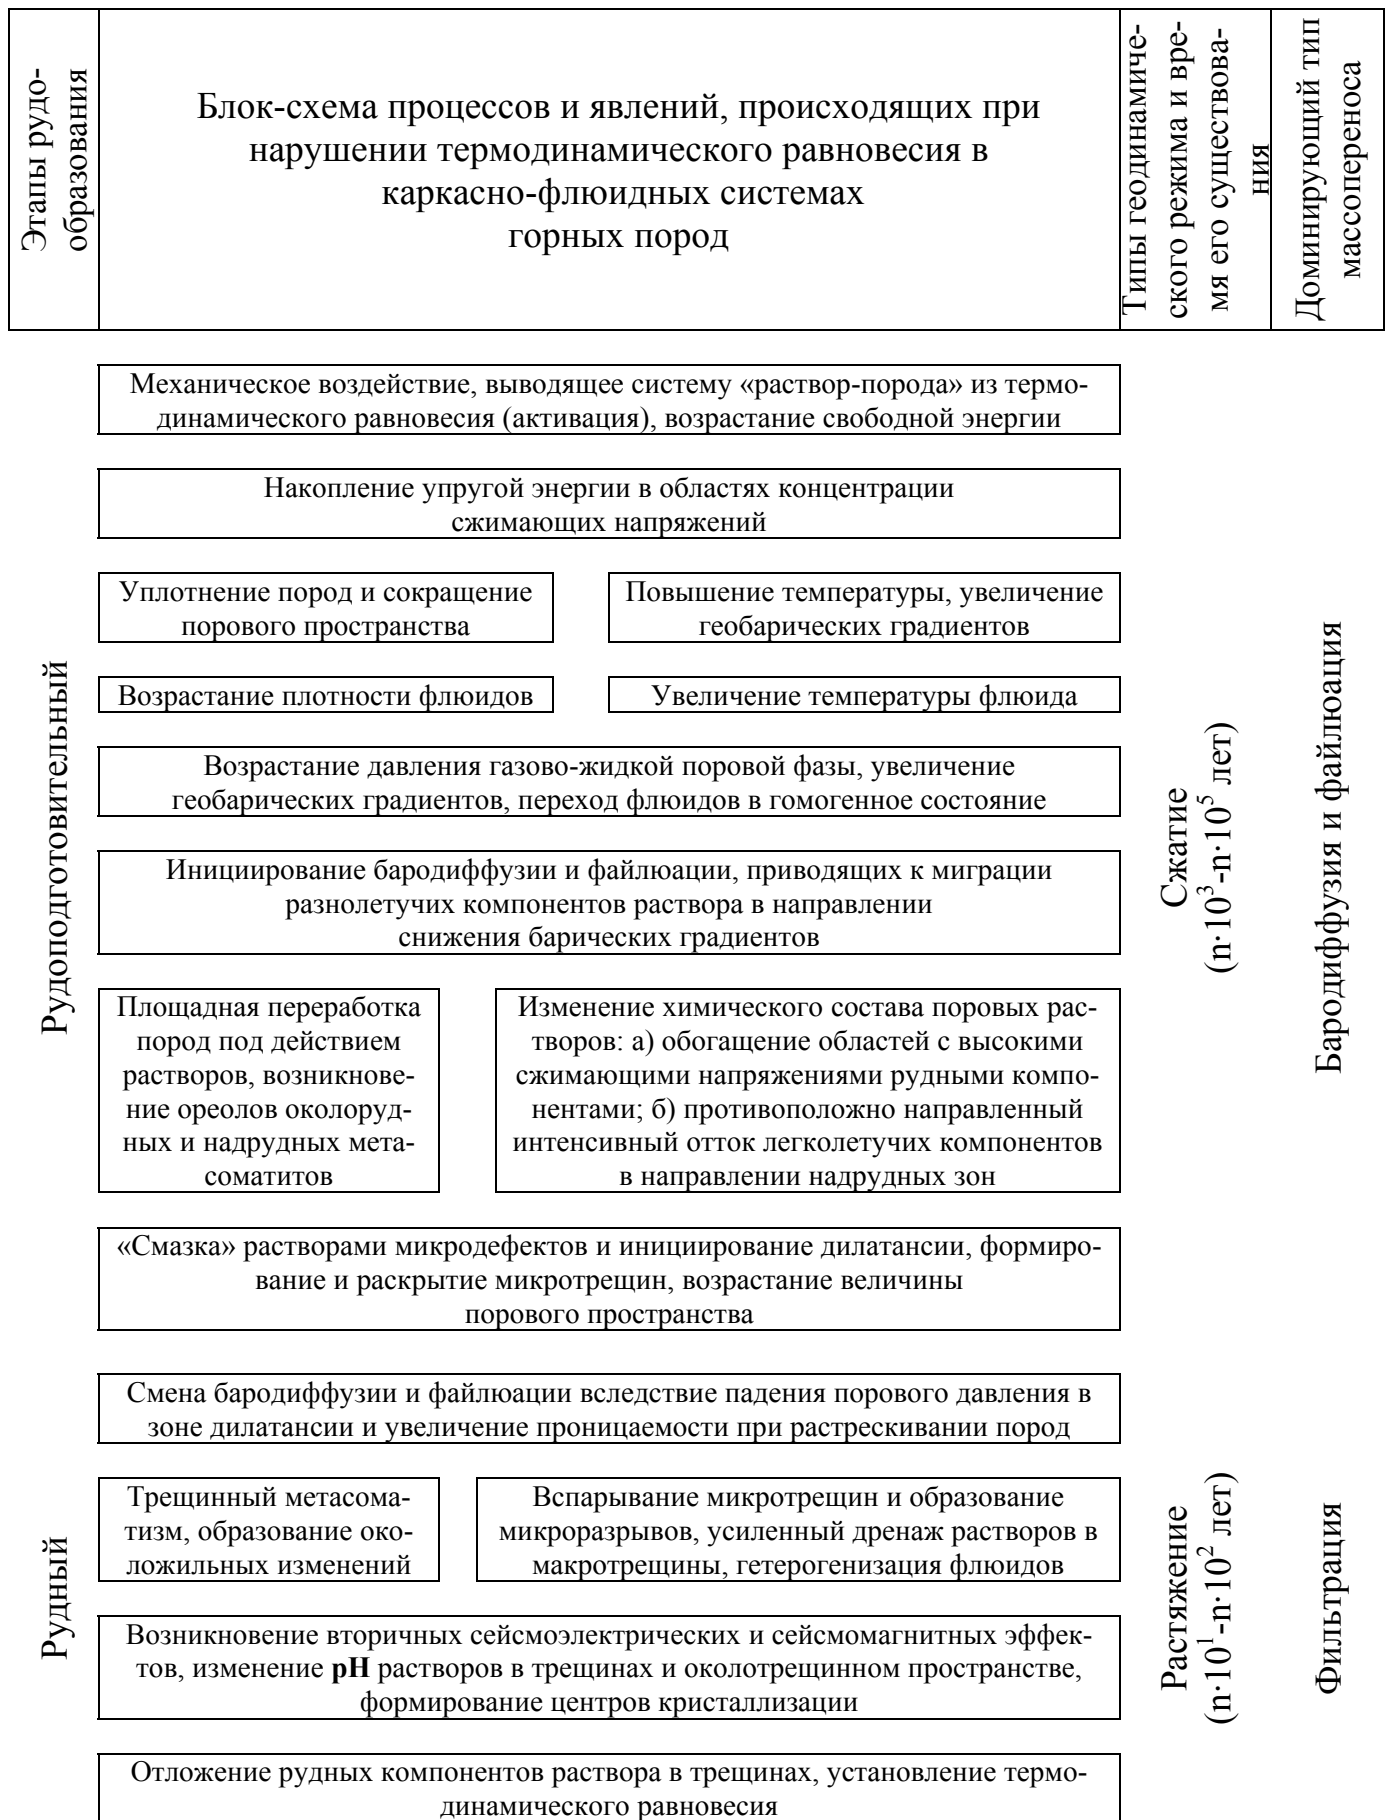 Этапы рудо-
образования
Блок-схема процессов и явлений, происходящих при
нарушении термодинамического равновесия в
каркасно-флюидных системах
горных пород
Типы геодинамиче-
ского режима и вре-
мя его существова-
ния
Доминирующий тип
массопереноса
Рудоподготовительный
Механическое воздействие, выводящее систему «раствор-порода» из термо-
динамического равновесия (активация), возрастание свободной энергии
Накопление упругой энергии в областях концентрации
сжимающих напряжений
Уплотнение пород и сокращение
порового пространства
Повышение температуры, увеличение
геобарических градиентов
Возрастание плотности флюидов
Увеличение температуры флюида
Возрастание давления газово-жидкой поровой фазы, увеличение
геобарических градиентов, переход флюидов в гомогенное состояние
Инициирование бародиффузии и файлюации, приводящих к миграции
разнолетучих компонентов раствора в направлении
снижения барических градиентов
Площадная переработка
пород под действием
растворов, возникнове-
ние ореолов околоруд-
ных и надрудных мета-
соматитов
Изменение химического состава поровых рас-
творов: а) обогащение областей с высокими
сжимающими напряжениями рудными компо-
нентами; б) противоположно направленный
интенсивный отток легколетучих компонентов
в направлении надрудных зон
«Смазка» растворами микродефектов и инициирование дилатансии, формиро-
вание и раскрытие микротрещин, возрастание величины
порового пространства
Сжатие
(n·10³-n·10⁵ лет)
Бародиффузия и файлюация
Рудный
Смена бародиффузии и файлюации вследствие падения порового давления в
зоне дилатансии и увеличение проницаемости при растрескивании пород
Трещинный метасома-
тизм, образование око-
ложильных изменений
Вспарывание микротрещин и образование
микроразрывов, усиленный дренаж растворов в
макротрещины, гетерогенизация флюидов
Возникновение вторичных сейсмоэлектрических и сейсмомагнитных эффек-
тов, изменение pH растворов в трещинах и околотрещинном пространстве,
формирование центров кристаллизации
Отложение рудных компонентов раствора в трещинах, установление термо-
динамического равновесия
Растяжение
(n·10¹-n·10² лет)
Фильтрация